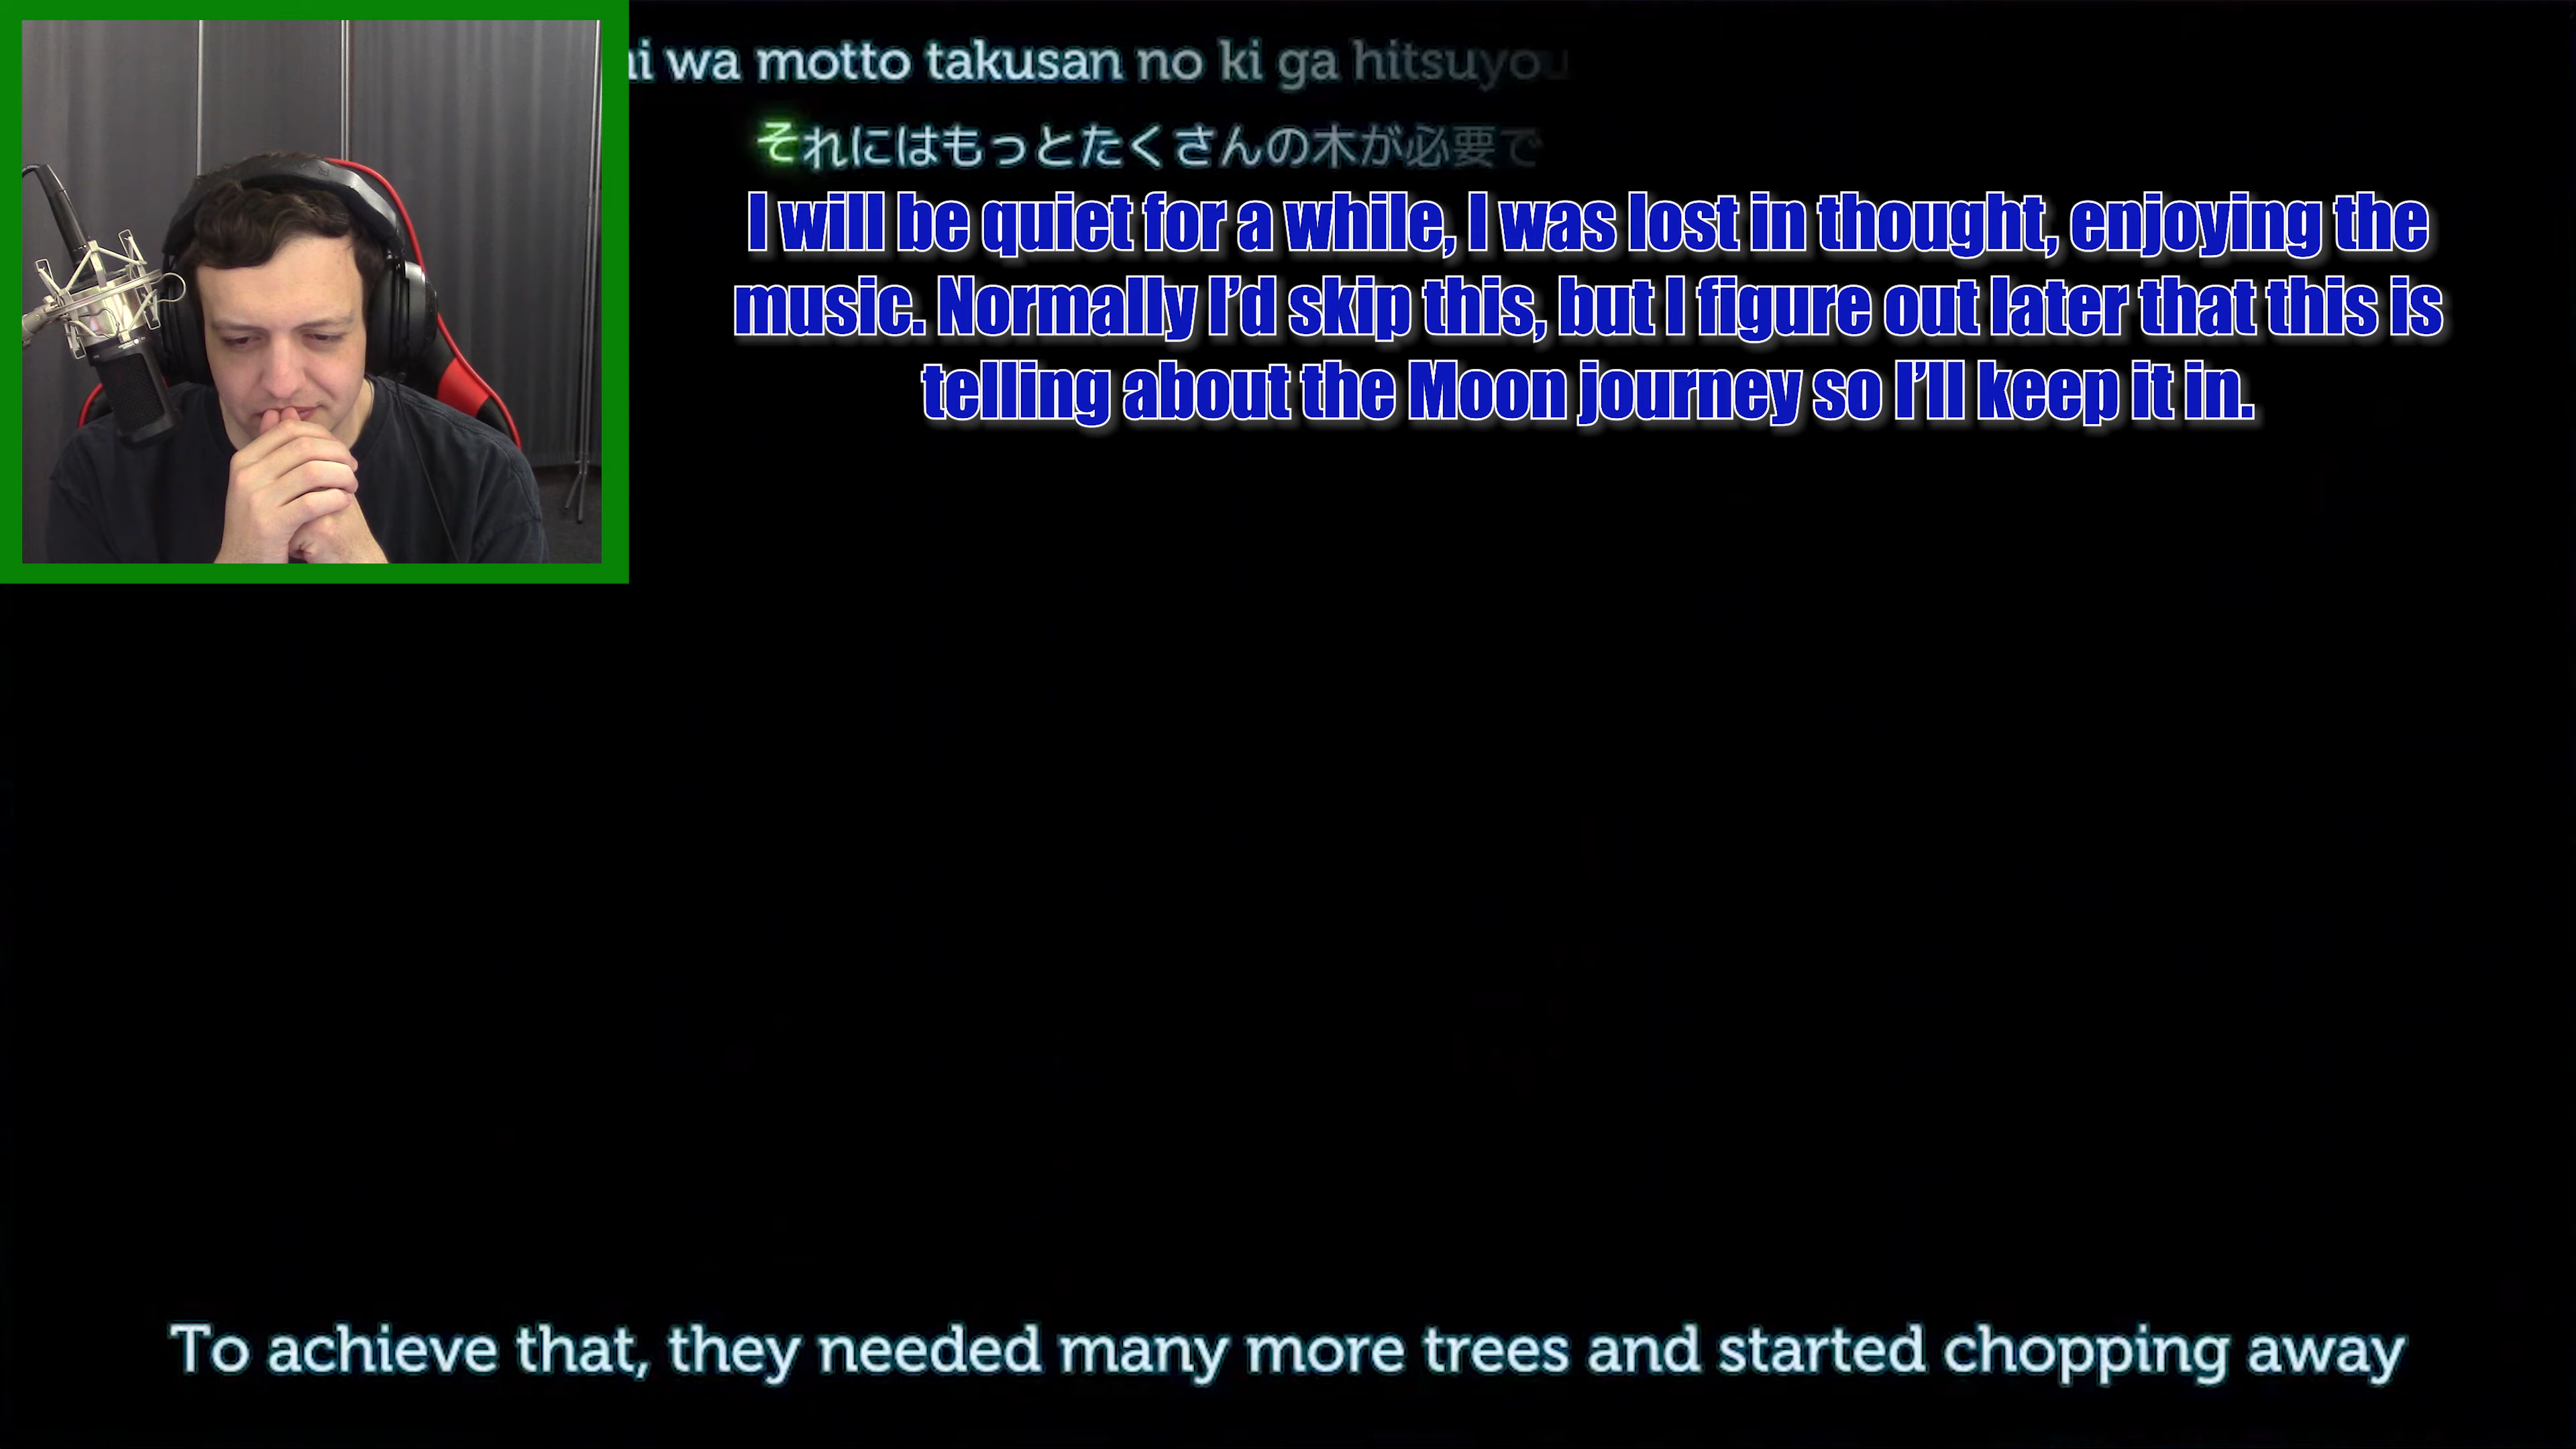 ni wa motto takusan no ki ga hitsuyou
それにはもっとたくさんの木が必要で
I will be quiet for a while, I was lost in thought, enjoying the
music. Normally I'd skip this, but I figure out later that this is
telling about the Moon journey so I'll keep it in.
To achieve that, they needed many more trees and started chopping away